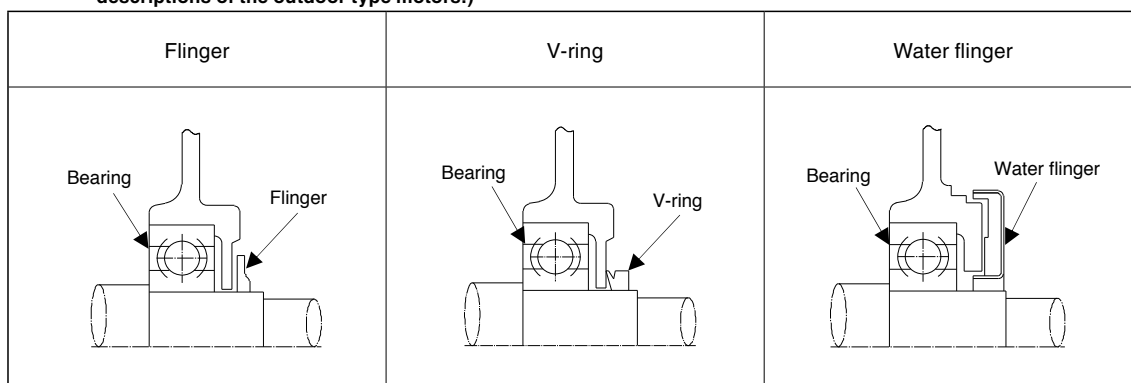 descriptions of the outdoor type motors.)
Flinger
V-ring
Water flinger
Bearing
Flinger
Bearing
V-ring
Bearing
Water flinger